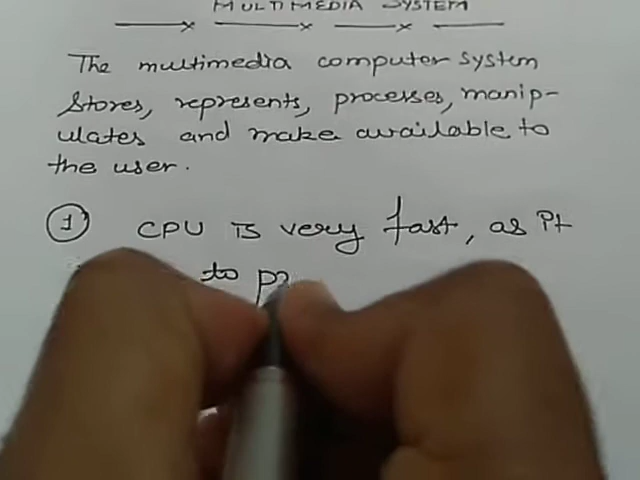 MULTIMEDIA SYSTEM
The multimedia computer system
stores, represents, processes, manip-
ulates and make available to
the user.
1 CPU is very fast, as it
to